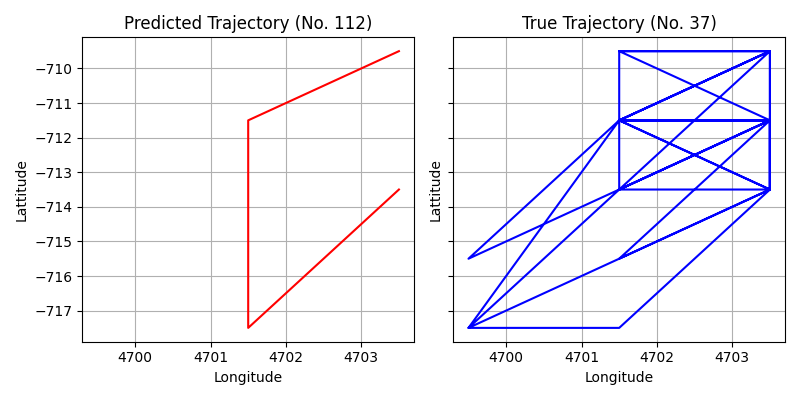 Predicted Trajectory (No. 112)
Lattitude
−710
−711
−712
−713
−714
−715
−716
−717
4700
4701
4702
4703
Longitude
True Trajectory (No. 37)
Lattitude
4700
4701
4702
4703
Longitude